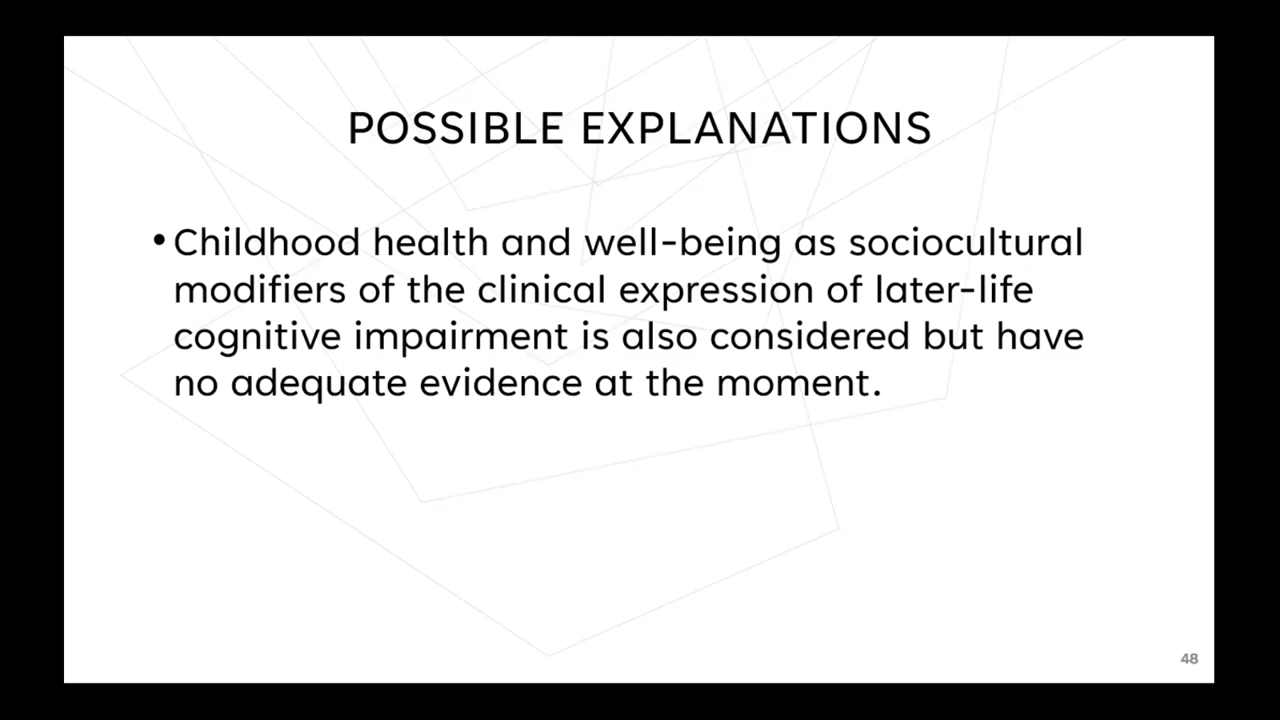 POSSIBLE EXPLANATIONS
•Childhood health and well-being as sociocultural
modifiers of the clinical expression of later-life
cognitive impairment is also considered but have
no adequate evidence at the moment.
48